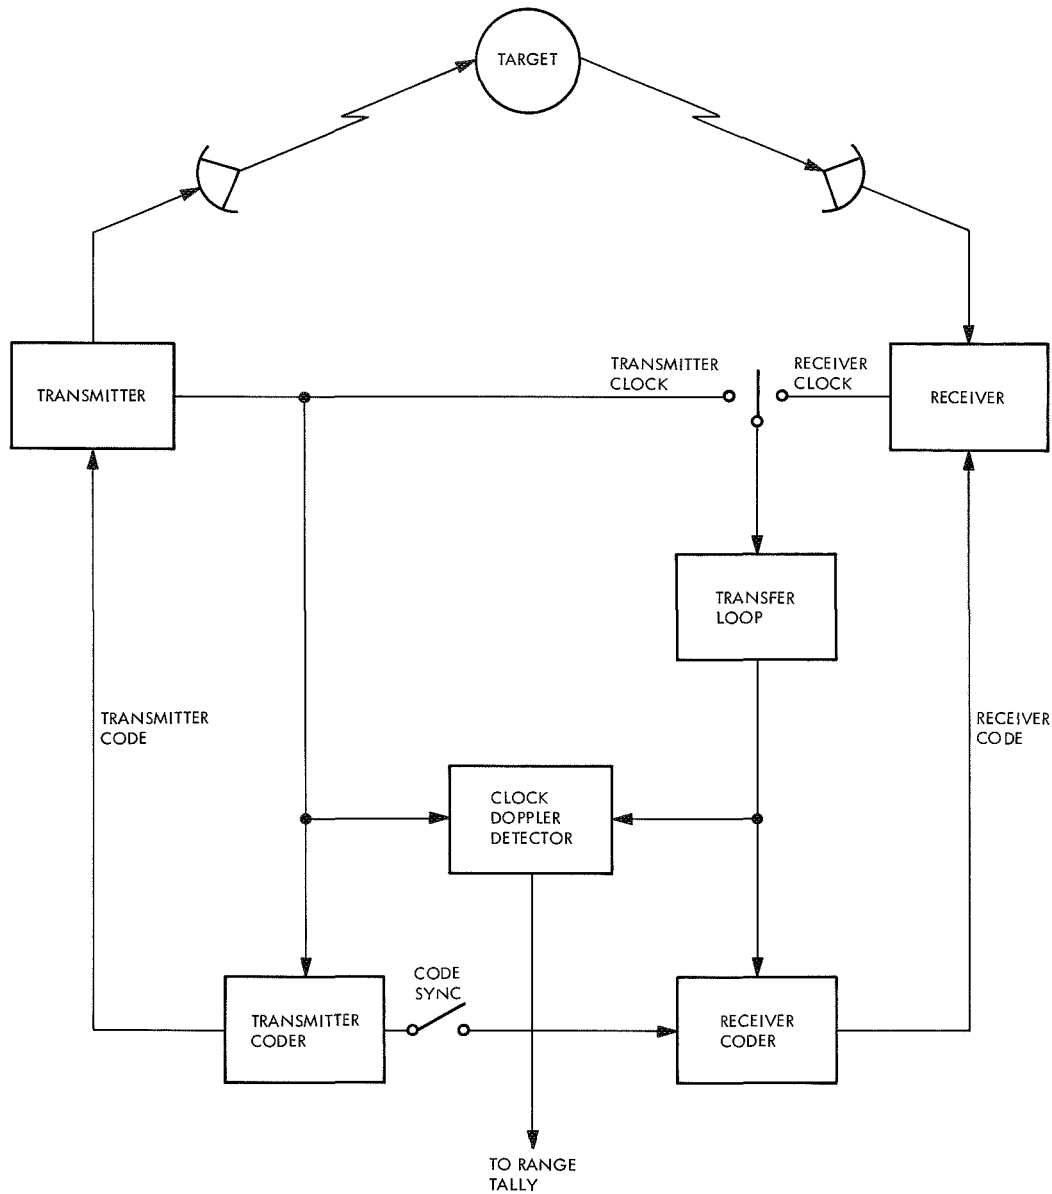 TARGET
TRANSMITTER
CLOCK
RECEIVER
CLOCK
TRANSMITTER
RECEIVER
TRANSFER
LOOP
TRANSMITTER
CODE
RECEIVER
CODE
CLOCK
DOPPLER
DETECTOR
CODE
SYNC
TRANSMITTER
CODER
RECEIVER
CODER
TO RANGE
TALLY